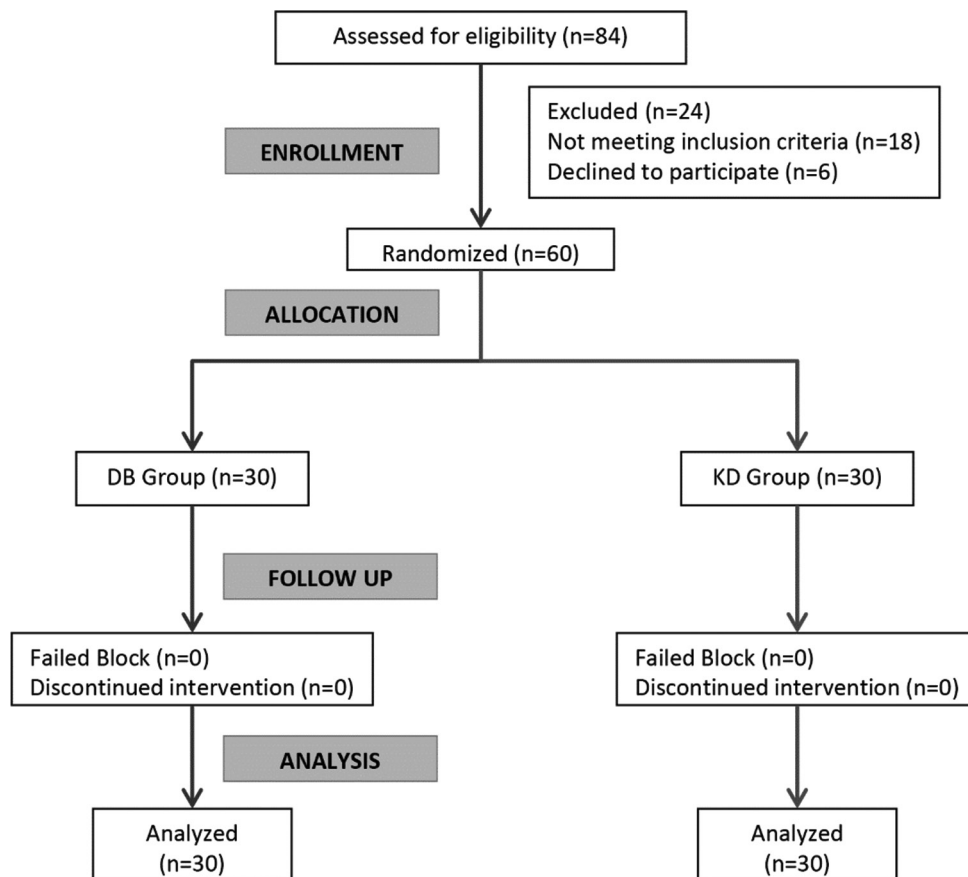 Assessed for eligibility (n=84)
Excluded (n=24)
Not meeting inclusion criteria (n=18)
Declined to participate (n=6)
ENROLLMENT
Randomized (n=60)
ALLOCATION
DB Group (n=30)
KD Group (n=30)
FOLLOW UP
Failed Block (n=0)
Discontinued intervention (n=0)
Failed Block (n=0)
Discontinued intervention (n=0)
ANALYSIS
Analyzed
(n=30)
Analyzed
(n=30)